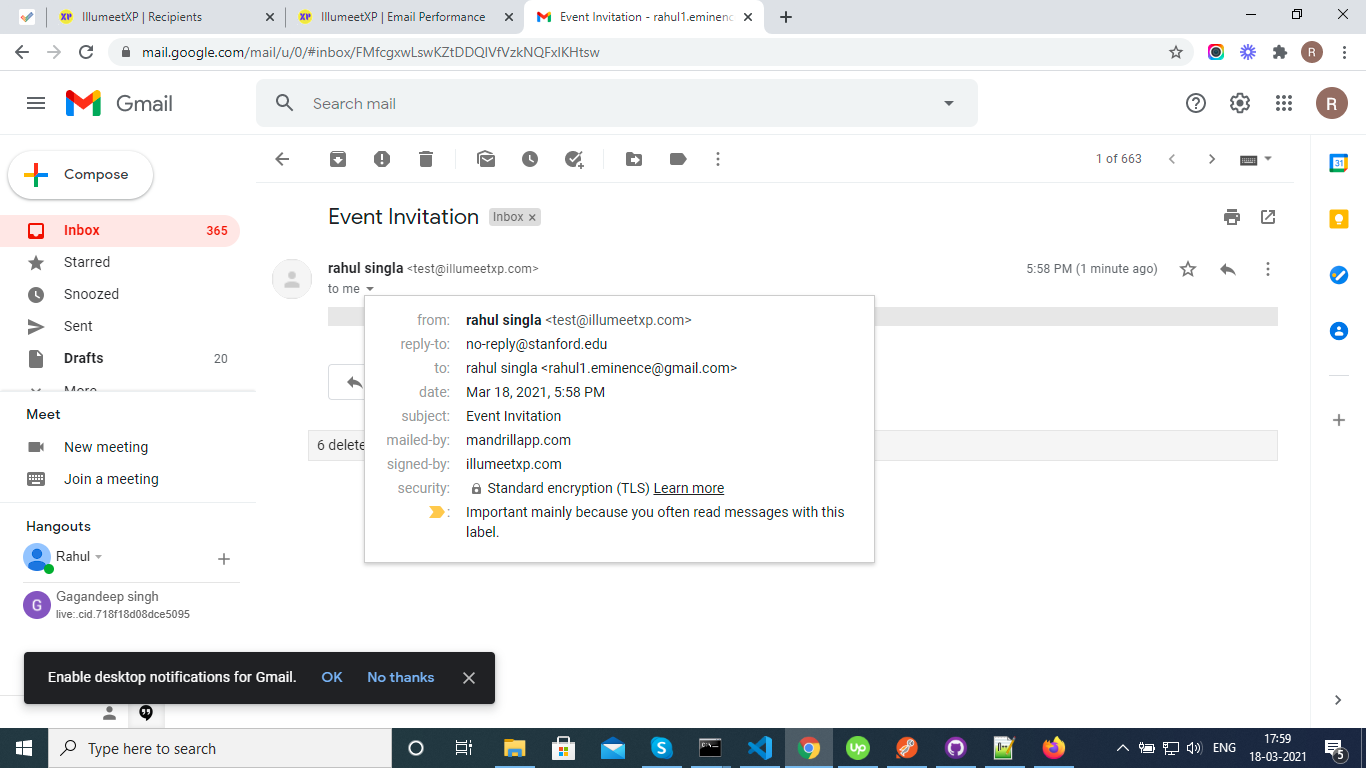 IllumeetXP | Recipients
IllumeetXP | Email Performance
Event Invitation - rahul1.eminenc
mail.google.com/mail/u/0/#inbox/FMfcgxwLswKZtDDQlVfVzkNQFxlKHtsw
R
Gmail
Search mail
R
Compose
1 of 663
31
Inbox 365
Starred
Snoozed
Sent
Drafts 20
More
Event Invitation Inbox x
rahul singla <test@illumeetxp.com> 5:58 PM (1 minute ago)
to me
from: rahul singla <test@illumeetxp.com>
reply-to: no-reply@stanford.edu
to: rahul singla <rahul1.eminence@gmail.com>
date: Mar 18, 2021, 5:58 PM
subject: Event Invitation
mailed-by: mandrillapp.com
signed-by: illumeetxp.com
security: Standard encryption (TLS) Learn more
: Important mainly because you often read messages with this
label.
6 delete
Meet
New meeting
Join a meeting
Hangouts
Rahul
G
Gagandeep singh
live:.cid.718f18d08dce5095
Enable desktop notifications for Gmail. OK No thanks
Type here to search
S
Up
ENG
17:59
18-03-2021
5